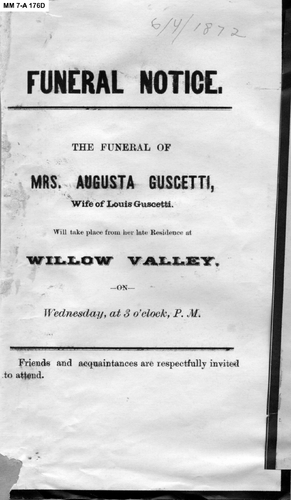 MM 7-A 176D
6/4/1872
FUNERAL NOTICE.
THE FUNERAL OF
MRS. AUGUSTA GUSCETTI,
Wife of Louis Guscetti.
Will take place from her late Residence at
WILLOW VALLEY,
—ON—
Wednesday, at 3 o'clock, P. M.
Friends and acquaintances are respectfully invited
to attend.